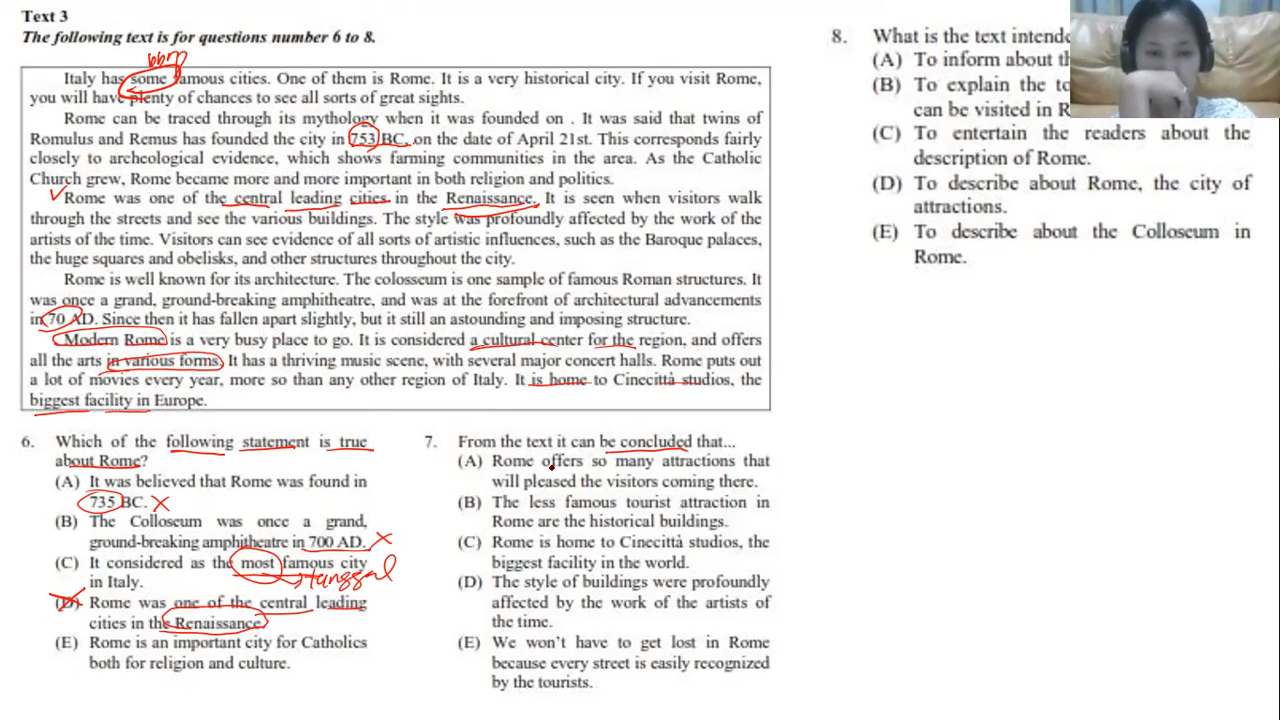 Text 3
The following text is for questions number 6 to 8.
bbrp
Italy has some famous cities. One of them is Rome. It is a very historical city. If you visit Rome,
you will have plenty of chances to see all sorts of great sights.
Rome can be traced through its mythology when it was founded on . It was said that twins of
Romulus and Remus has founded the city in 753 BC, on the date of April 21st. This corresponds fairly
closely to archeological evidence, which shows farming communities in the area. As the Catholic
Church grew, Rome became more and more important in both religion and politics.
Rome was one of the central leading cities in the Renaissance. It is seen when visitors walk
through the streets and see the various buildings. The style was profoundly affected by the work of the
artists of the time. Visitors can see evidence of all sorts of artistic influences, such as the Baroque palaces,
the huge squares and obelisks, and other structures throughout the city.
Rome is well known for its architecture. The colosseum is one sample of famous Roman structures. It
was once a grand, ground-breaking amphitheatre, and was at the forefront of architectural advancements
in 70 AD. Since then it has fallen apart slightly, but it still an astounding and imposing structure.
Modern Rome is a very busy place to go. It is considered a cultural center for the region, and offers
all the arts in various forms. It has a thriving music scene, with several major concert halls. Rome puts out
a lot of movies every year, more so than any other region of Italy. It is home to Cinecittà studios, the
biggest facility in Europe.
6. Which of the following statement is true
about Rome?
(A) It was believed that Rome was found in
735 BC.
(B) The Colloseum was once a grand,
ground-breaking amphitheatre in 700 AD.
(C) It considered as the most famous city
in Italy.
tunggal
(D) Rome was one of the central leading
cities in the Renaissance.
(E) Rome is an important city for Catholics
both for religion and culture.
7. From the text it can be concluded that...
(A) Rome offers so many attractions that
will pleased the visitors coming there.
(B) The less famous tourist attraction in
Rome are the historical buildings.
(C) Rome is home to Cinecittà studios, the
biggest facility in the world.
(D) The style of buildings were profoundly
affected by the work of the artists of
the time.
(E) We won't have to get lost in Rome
because every street is easily recognized
by the tourists.
8. What is the text intende
(A) To inform about th
(B) To explain the to
can be visited in R
(C) To entertain the readers about the
description of Rome.
(D) To describe about Rome, the city of
attractions.
(E) To describe about the Colloseum in
Rome.